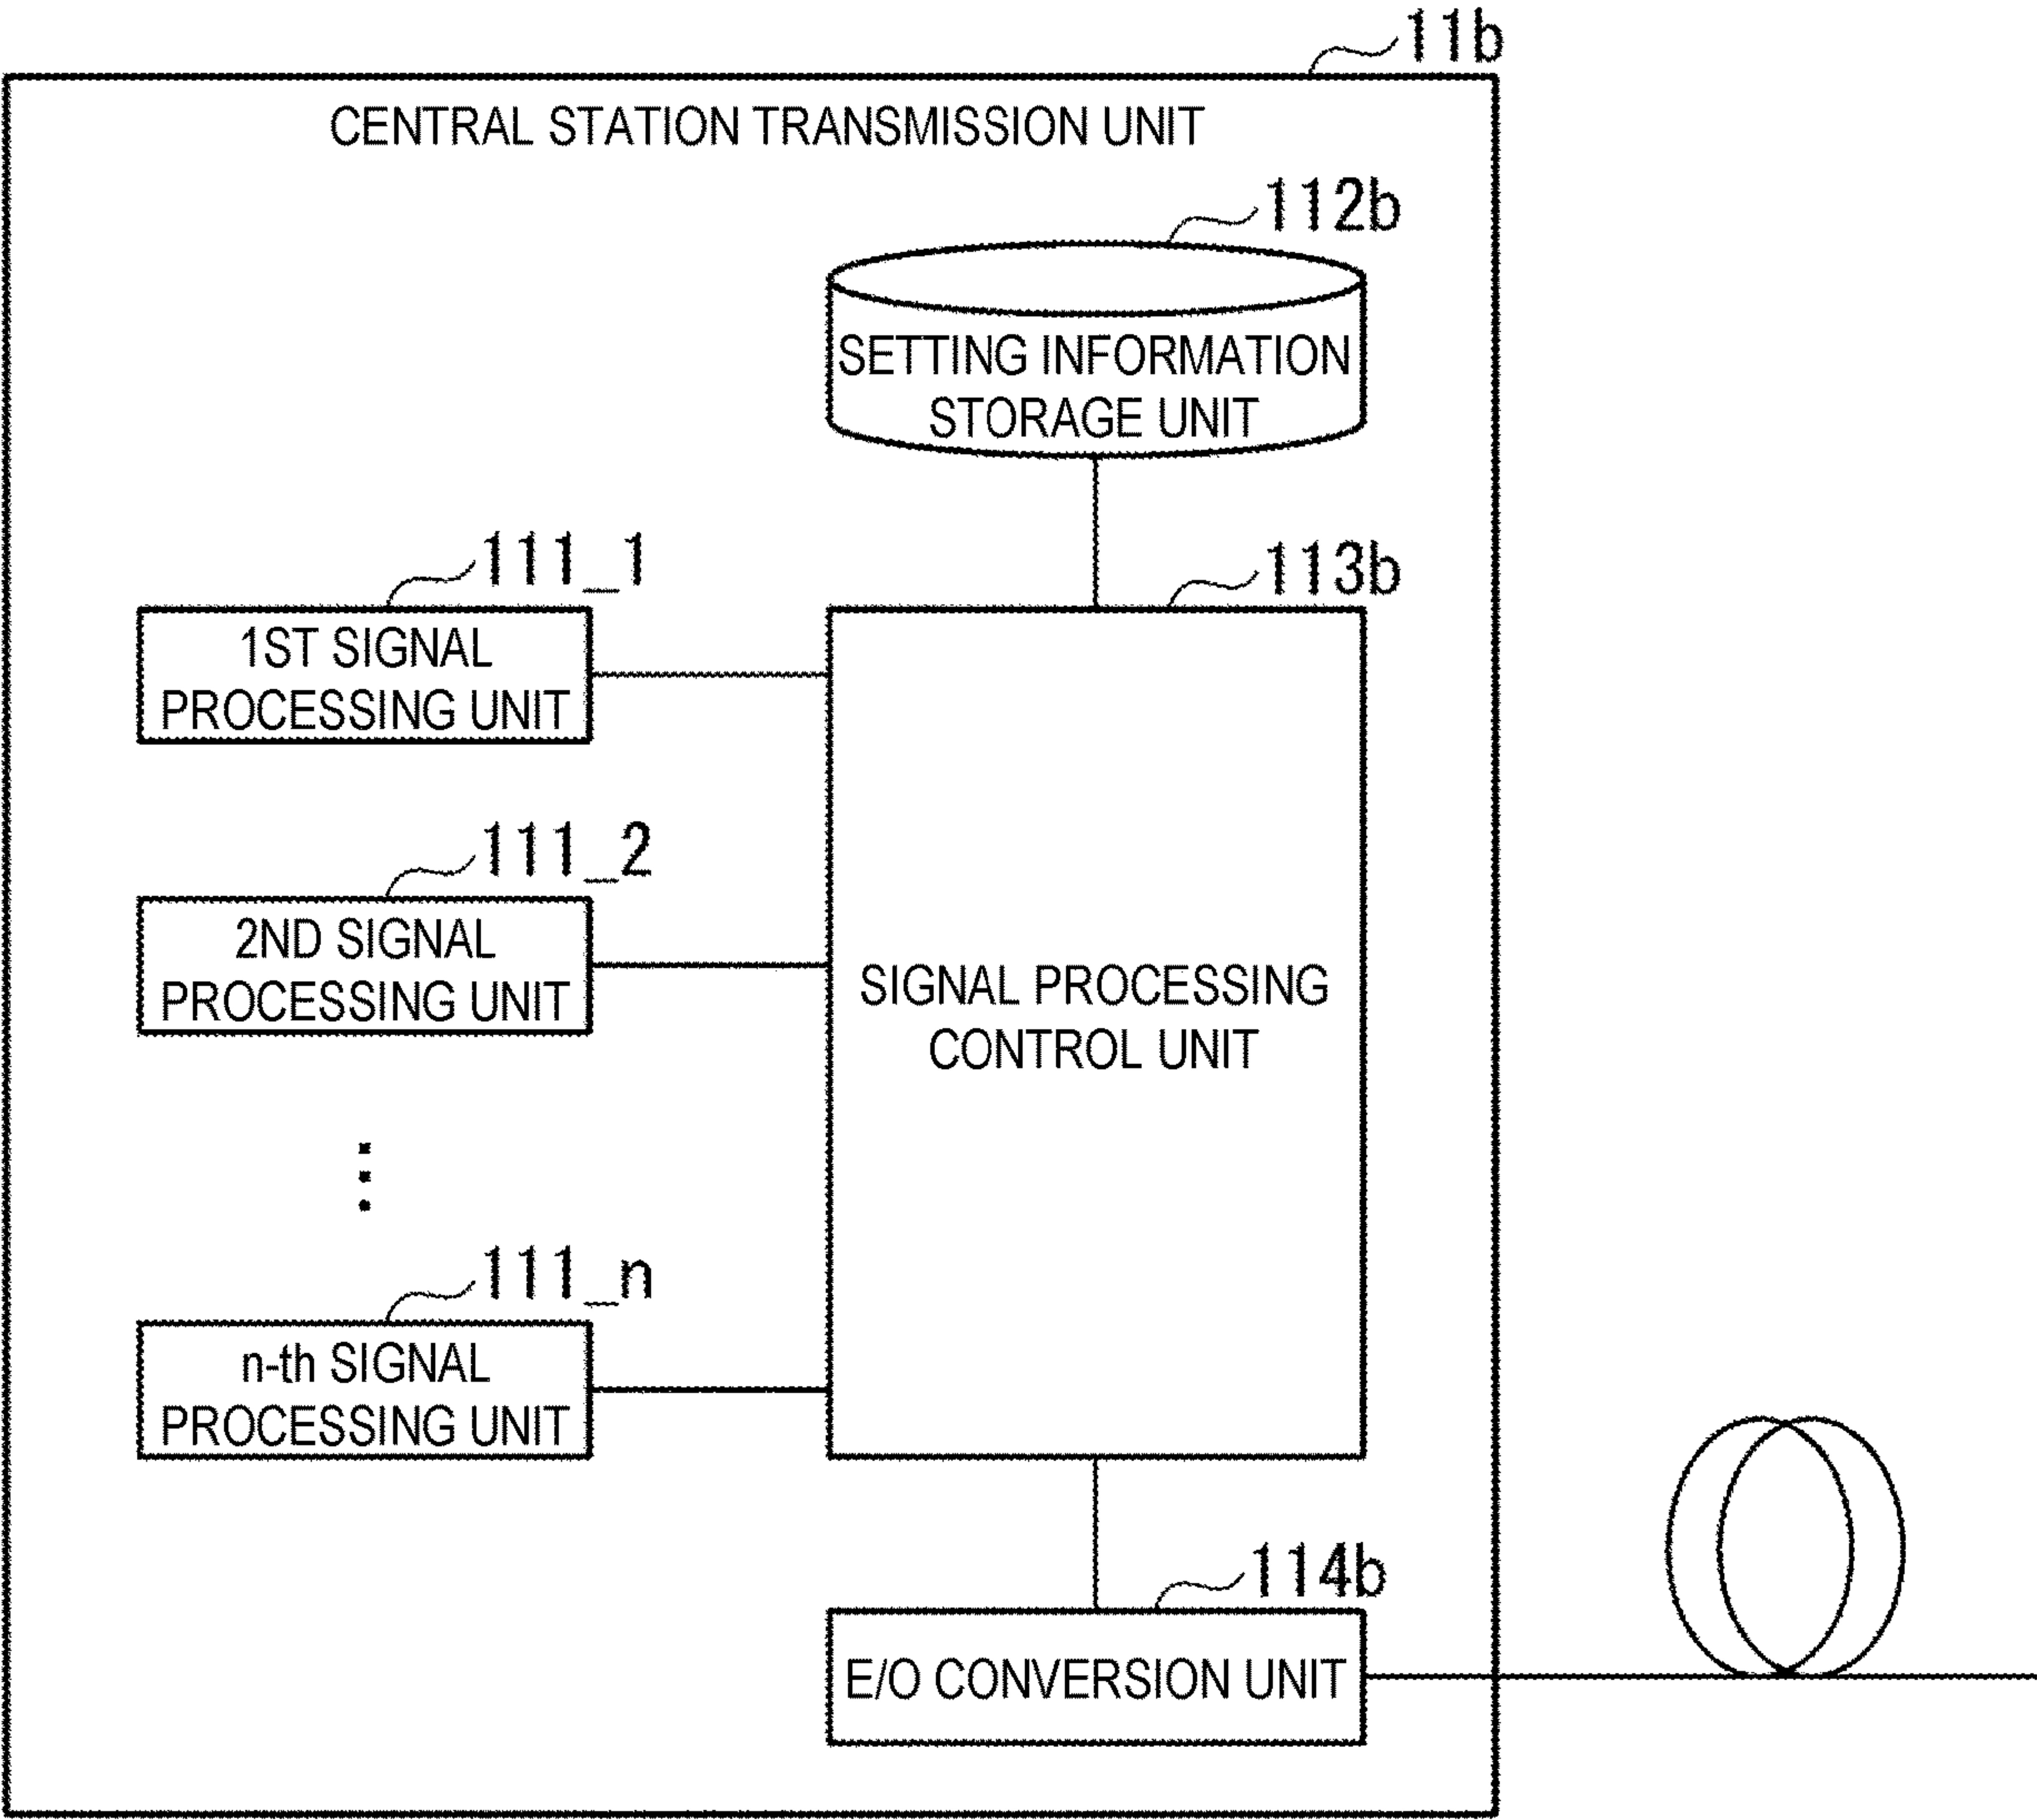 11b
CENTRAL STATION TRANSMISSION UNIT
112b
SETTING INFORMATION
STORAGE UNIT
111_1
113b
1ST SIGNAL
PROCESSING UNIT
111_2
2ND SIGNAL
PROCESSING UNIT
SIGNAL PROCESSING
CONTROL UNIT
⋮
111_n
n-th SIGNAL
PROCESSING UNIT
114b
E/O CONVERSION UNIT